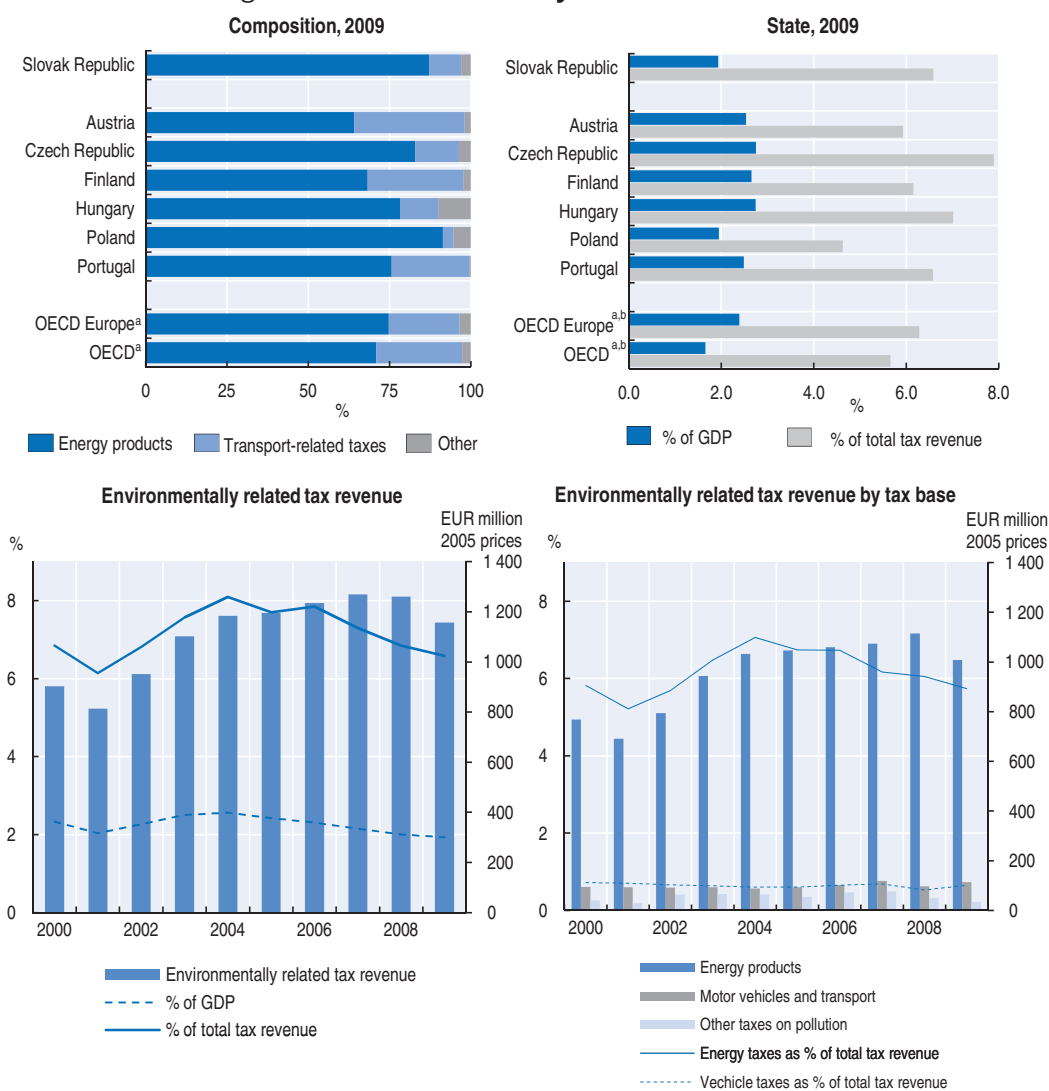 Composition, 2009
Slovak Republic
Austria
Czech Republic
Finland
Hungary
Poland
Portugal
OECD Europeᵃ
OECDᵃ
0 25 50 75 100
%
Energy products Transport-related taxes Other
State, 2009
Slovak Republic
Austria
Czech Republic
Finland
Hungary
Poland
Portugal
OECD Europe a,b
OECD a,b
0.0 2.0 4.0 6.0 8.0
%
% of GDP % of total tax revenue
Environmentally related tax revenue
EUR million
% 2005 prices
1 400
8 1 200
1 000
6
800
4
600
400
2
200
0 0
2000 2002 2004 2006 2008
Environmentally related tax revenue
% of GDP
% of total tax revenue
Environmentally related tax revenue by tax base
EUR million
% 2005 prices
1 400
8 1 200
1 000
6
800
4
600
400
2
200
0 0
2000 2002 2004 2006 2008
Energy products
Motor vehicles and transport
Other taxes on pollution
Energy taxes as % of total tax revenue
Vechicle taxes as % of total tax revenue